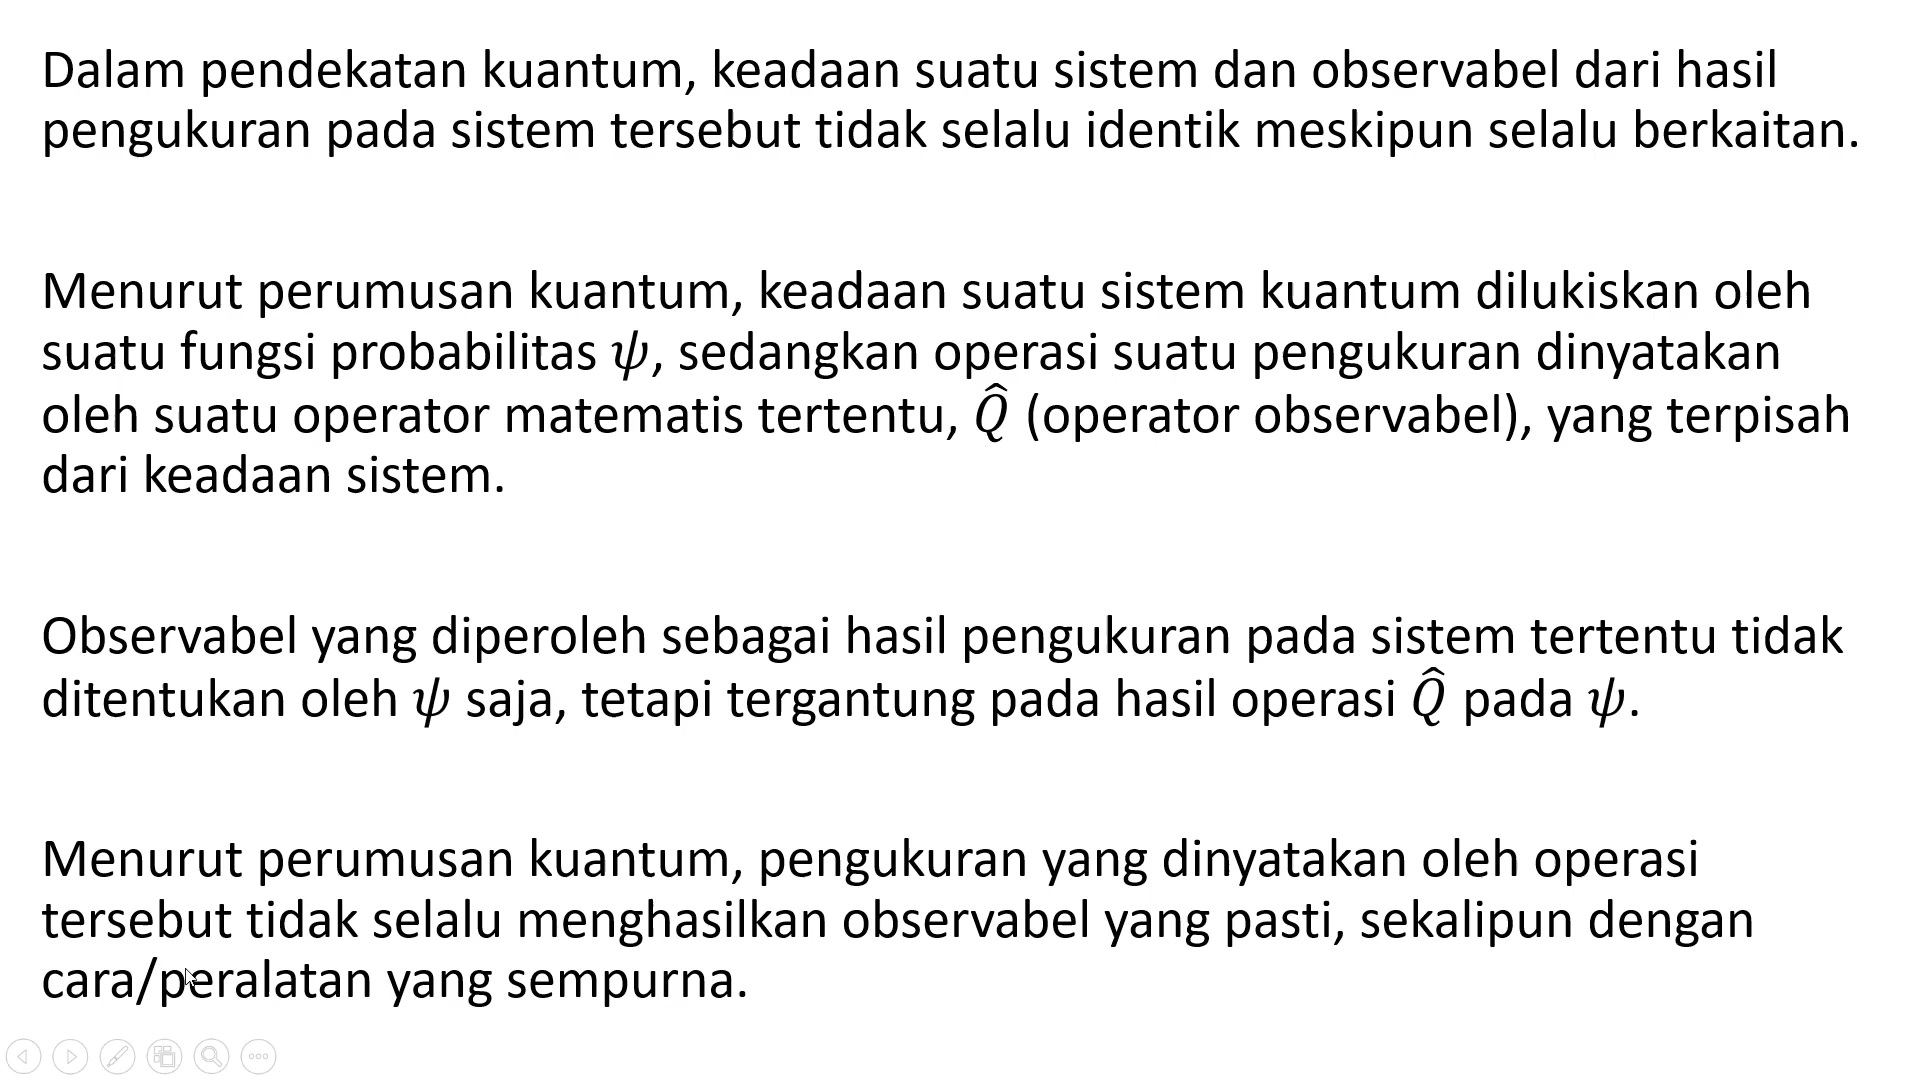 Dalam pendekatan kuantum, keadaan suatu sistem dan observabel dari hasil
pengukuran pada sistem tersebut tidak selalu identik meskipun selalu berkaitan.
Menurut perumusan kuantum, keadaan suatu sistem kuantum dilukiskan oleh
suatu fungsi probabilitas ψ, sedangkan operasi suatu pengukuran dinyatakan
oleh suatu operator matematis tertentu, Q̂ (operator observabel), yang terpisah
dari keadaan sistem.
Observabel yang diperoleh sebagai hasil pengukuran pada sistem tertentu tidak
ditentukan oleh ψ saja, tetapi tergantung pada hasil operasi Q̂ pada ψ.
Menurut perumusan kuantum, pengukuran yang dinyatakan oleh operasi
tersebut tidak selalu menghasilkan observabel yang pasti, sekalipun dengan
cara/peralatan yang sempurna.